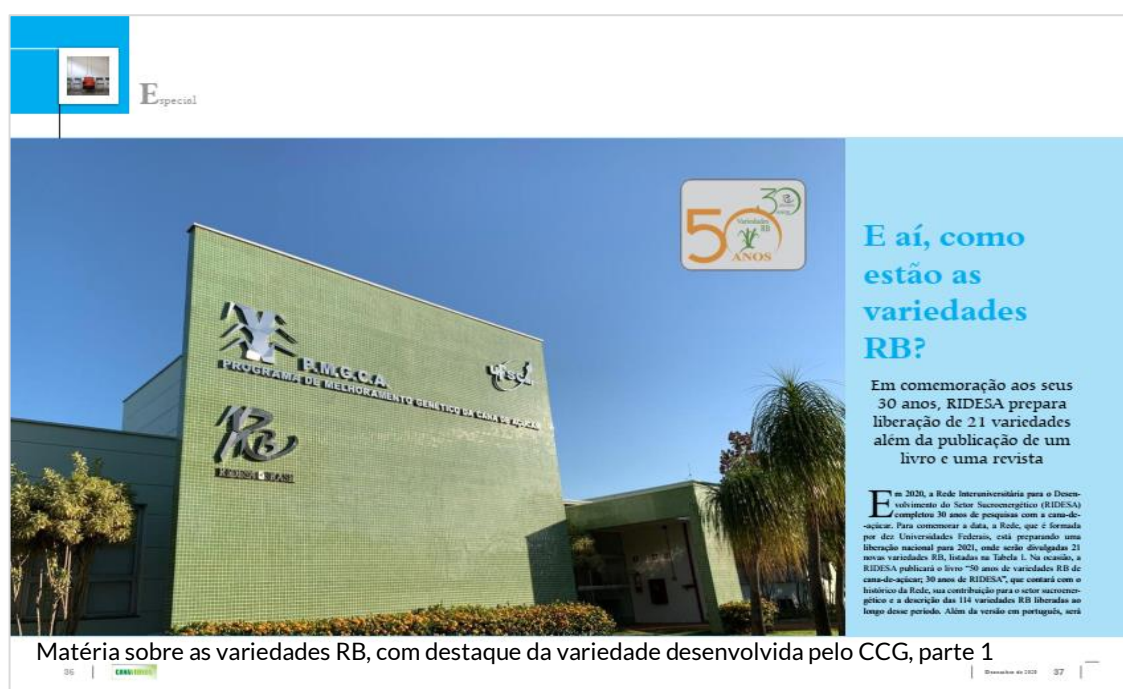 Especial
30
50
Variedades
RB
ANOS
P.M.G.C.A.
PROGRAMA DE MELHORAMENTO GENÉTICO DA CANA DE AÇÚCAR
UFSCar
RB
RIDESA BRASIL
E aí, como
estão as
variedades
RB?
Em comemoração aos seus
30 anos, RIDESA prepara
liberação de 21 variedades
além da publicação de um
livro e uma revista
Em 2020, a Rede Interuniversitária para o Desen-
volvimento do Setor Sucroenergético (RIDESA)
completou 30 anos de pesquisas com a cana-de-
-açúcar. Para comemorar a data, a Rede, que é formada
por dez Universidades Federais, está preparando uma
liberação nacional para 2021, onde serão divulgadas 21
novas variedades RB, listadas na Tabela 1. Na ocasião, a
RIDESA publicará o livro “50 anos de variedades RB de
cana-de-açúcar; 30 anos de RIDESA”, que contará com o
histórico da Rede, sua contribuição para o setor sucroener-
gético e a descrição das 114 variedades RB liberadas ao
longo desse período. Além da versão em português, será
Matéria sobre as variedades RB, com destaque da variedade desenvolvida pelo CCG, parte 1
36
Dezembro de 2020
37